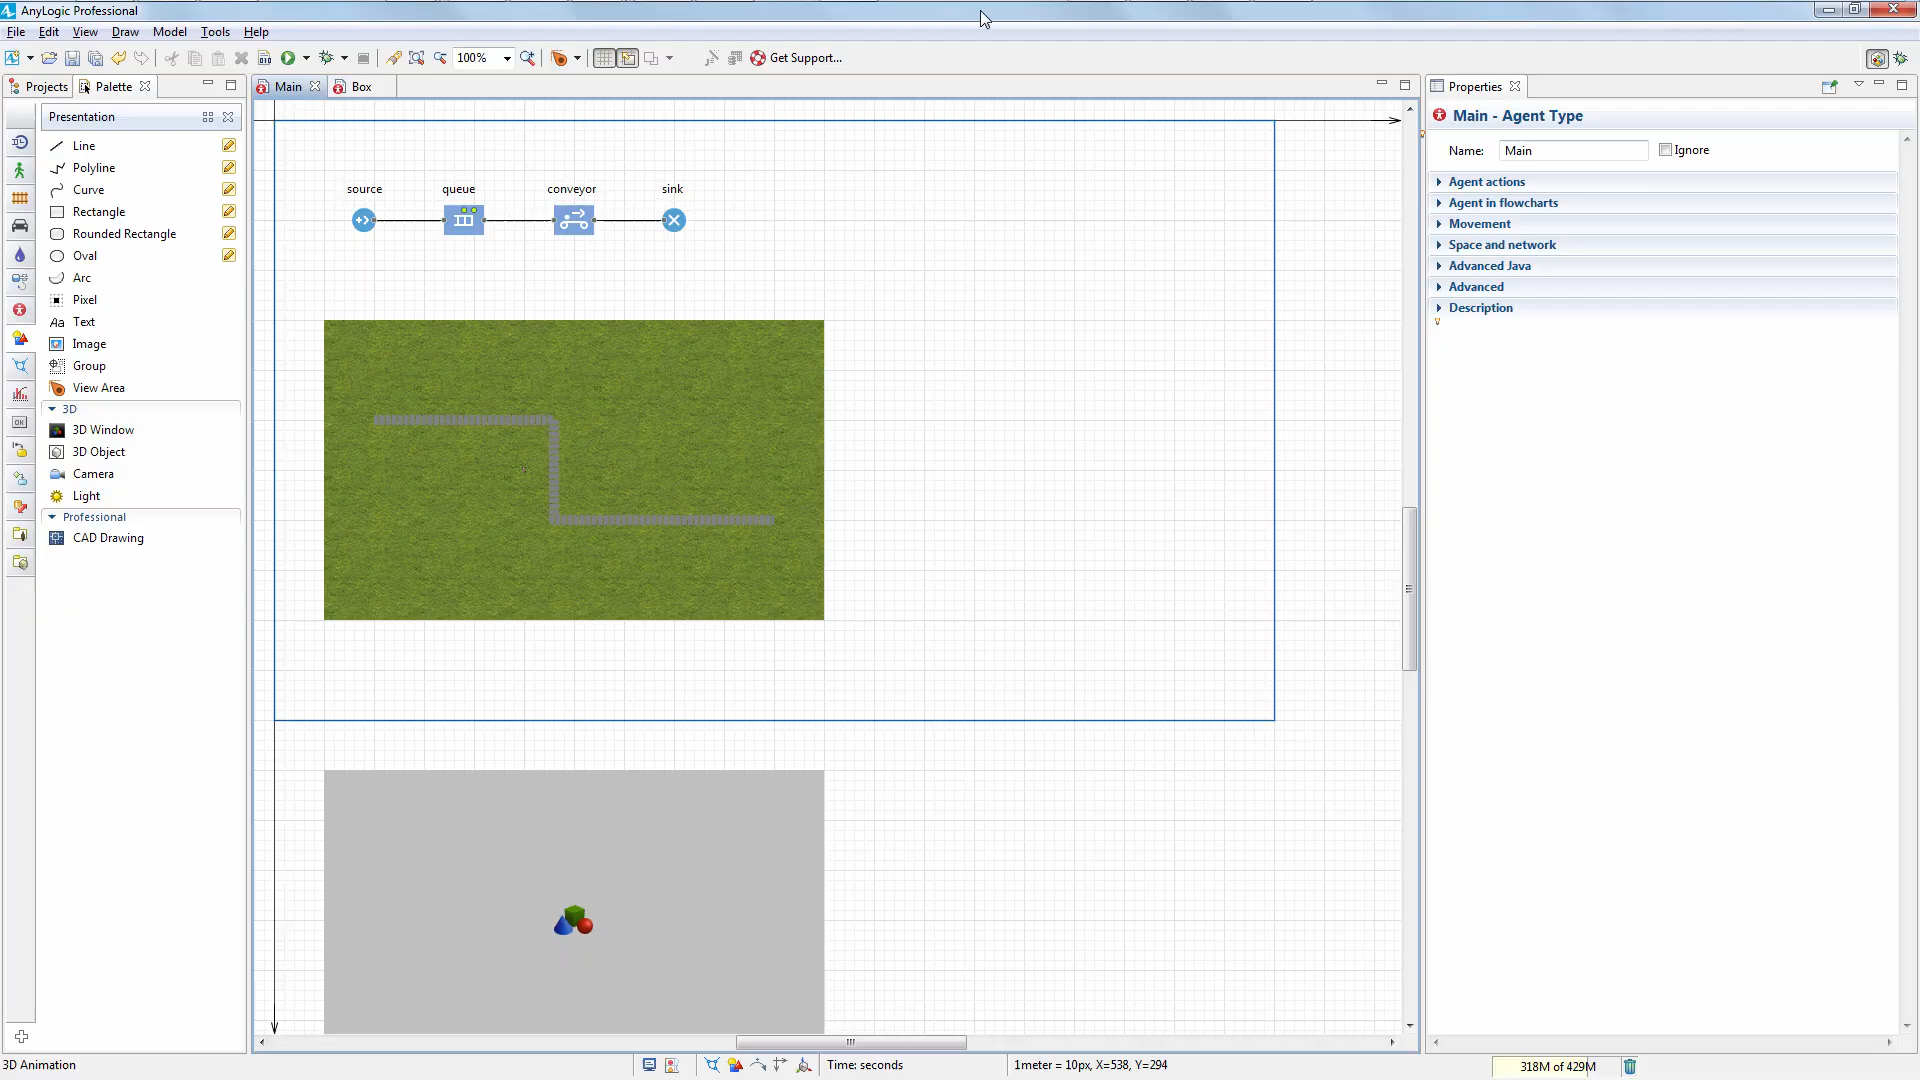 AnyLogic Professional
File Edit View Draw Model Tools Help
100% Get Support...
Projects Palette Main Box Properties
Presentation
Main - Agent Type
Line
Name: Main Ignore
Polyline
Agent actions
Curve
source queue conveyor sink
Agent in flowcharts
Rectangle
Movement
Rounded Rectangle
Space and network
Oval
Advanced Java
Arc
Advanced
Pixel
Description
Aa Text
Image
Group
View Area
3D
OK
3D Window
3D Object
Camera
Light
Professional
CAD Drawing
3D Animation
Time: seconds
1meter = 10px, X=538, Y=294
318M of 429M